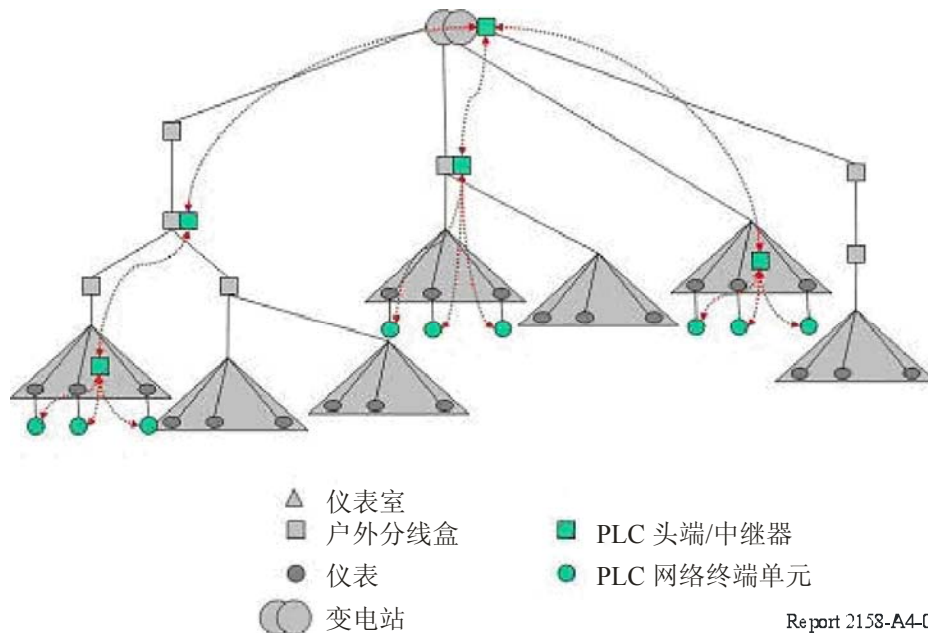 仪表室
户外分线盒
PLC 头端/中继器
仪表
PLC 网络终端单元
变电站
Report 2158-A4-0